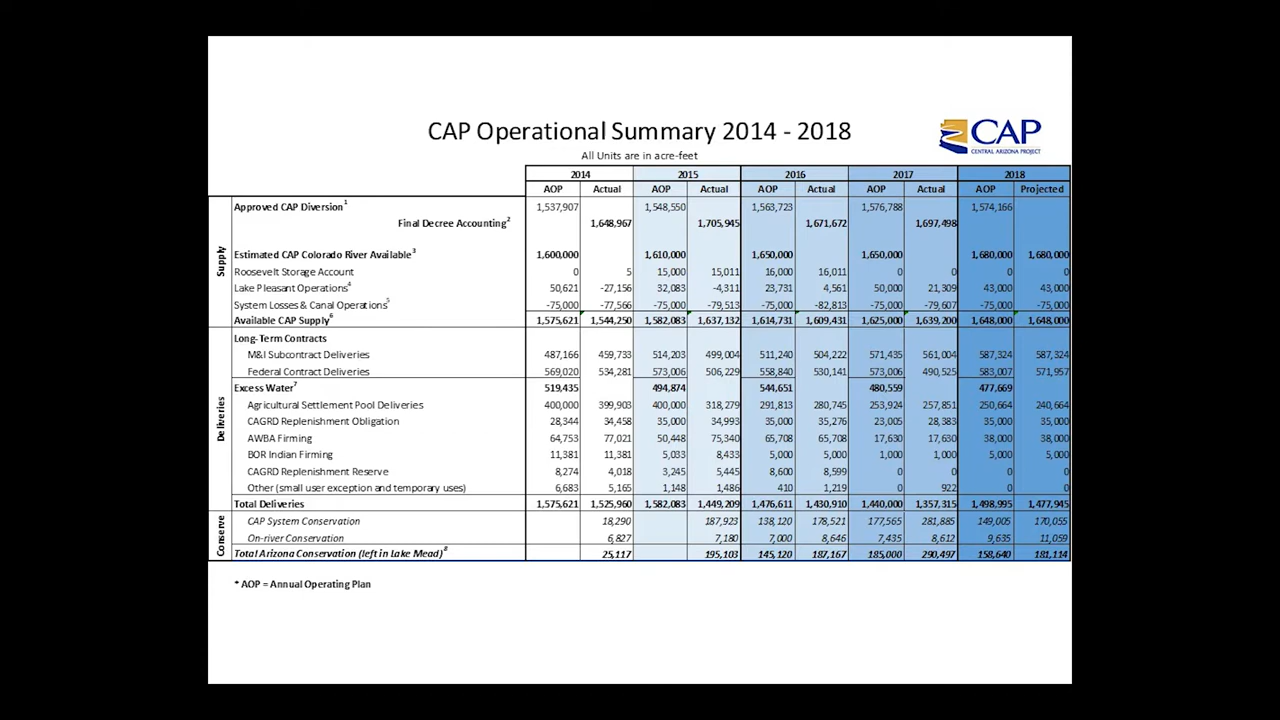 CAP Operational Summary 2014 - 2018
CAP
CENTRAL ARIZONA PROJECT
All Units are in acre-feet
2014 2015 2016 2017 2018
AOP Actual AOP Actual AOP Actual AOP Actual AOP Projected
Supply
Approved CAP Diversion1 1,537,907 1,548,550 1,563,723 1,576,788 1,574,166
Final Decree Accounting2 1,648,967 1,705,945 1,671,672 1,697,498
Estimated CAP Colorado River Available3 1,600,000 1,610,000 1,650,000 1,650,000 1,680,000 1,680,000
Roosevelt Storage Account 0 5 15,000 15,011 16,000 16,011 0 0 0 0
Lake Pleasant Operations4 50,621 -27,156 32,083 -4,311 23,731 4,561 50,000 21,309 43,000 43,000
System Losses & Canal Operations5 -75,000 -77,566 -75,000 -79,513 -75,000 -82,813 -75,000 -79,607 -75,000 -75,000
Available CAP Supply6 1,575,621 1,544,250 1,582,083 1,637,132 1,614,731 1,609,431 1,625,000 1,639,200 1,648,000 1,648,000
Deliveries
Long-Term Contracts
M&I Subcontract Deliveries 487,166 459,733 514,203 499,004 511,240 504,222 571,435 561,004 587,324 587,324
Federal Contract Deliveries 569,020 534,281 573,006 506,229 558,840 530,141 573,006 490,525 583,007 571,957
Excess Water7 519,435 494,874 544,651 480,559 477,669
Agricultural Settlement Pool Deliveries 400,000 399,903 400,000 318,279 291,813 280,745 253,924 257,851 250,664 240,664
CAGRD Replenishment Obligation 28,344 34,458 35,000 34,993 35,000 35,276 23,005 28,383 35,000 35,000
AWBA Firming 64,753 77,021 50,448 75,340 65,708 65,708 17,630 17,630 38,000 38,000
BOR Indian Firming 11,381 11,381 5,033 8,433 5,000 5,000 1,000 1,000 5,000 5,000
CAGRD Replenishment Reserve 8,274 4,018 3,245 5,445 8,600 8,599 0 0 0 0
Other (small user exception and temporary uses) 6,683 5,165 1,148 1,486 410 1,219 0 922 0 0
Total Deliveries 1,575,621 1,525,960 1,582,083 1,449,209 1,476,611 1,430,910 1,440,000 1,357,315 1,498,995 1,477,945
Conserve
CAP System Conservation 18,290 187,923 138,120 178,521 177,565 281,885 149,005 170,055
On-river Conservation 6,827 7,180 7,000 8,646 7,435 8,612 9,635 11,059
Total Arizona Conservation (left in Lake Mead)8 25,117 195,103 145,120 187,167 185,000 290,497 158,640 181,114
* AOP = Annual Operating Plan